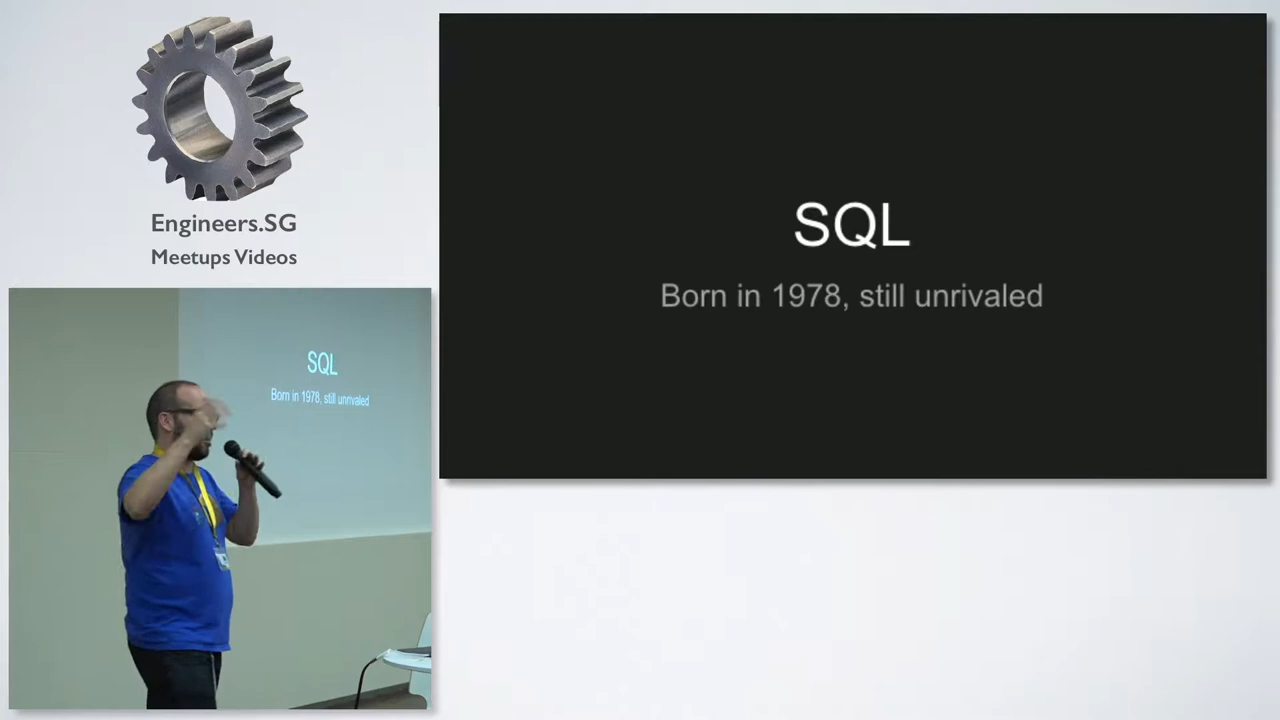 Engineers.SG
Meetups Videos
SQL
Born in 1978, still unrivaled
SQL
Born in 1978, still unrivaled